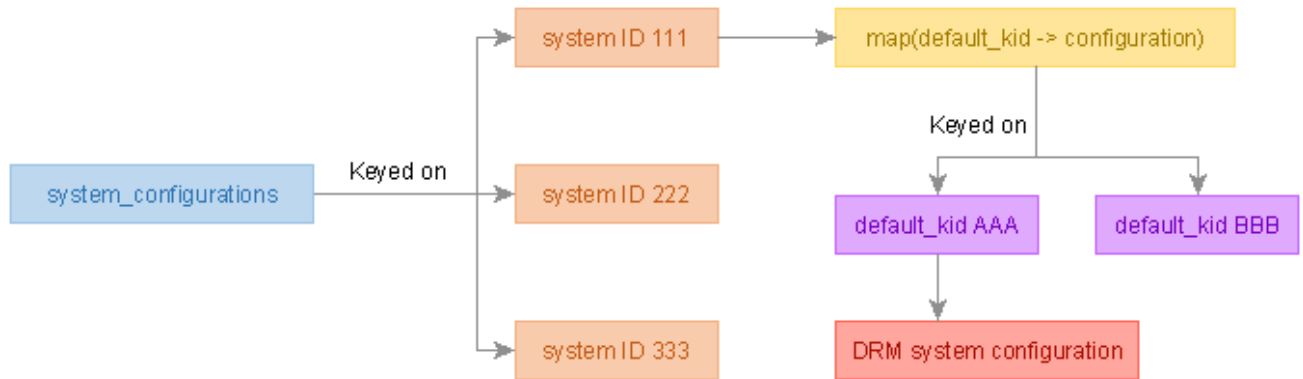 system ID 111
map(default_kid -> configuration)
Keyed on
system_configurations
Keyed on
system ID 222
default_kid AAA
default_kid BBB
system ID 333
DRM system configuration